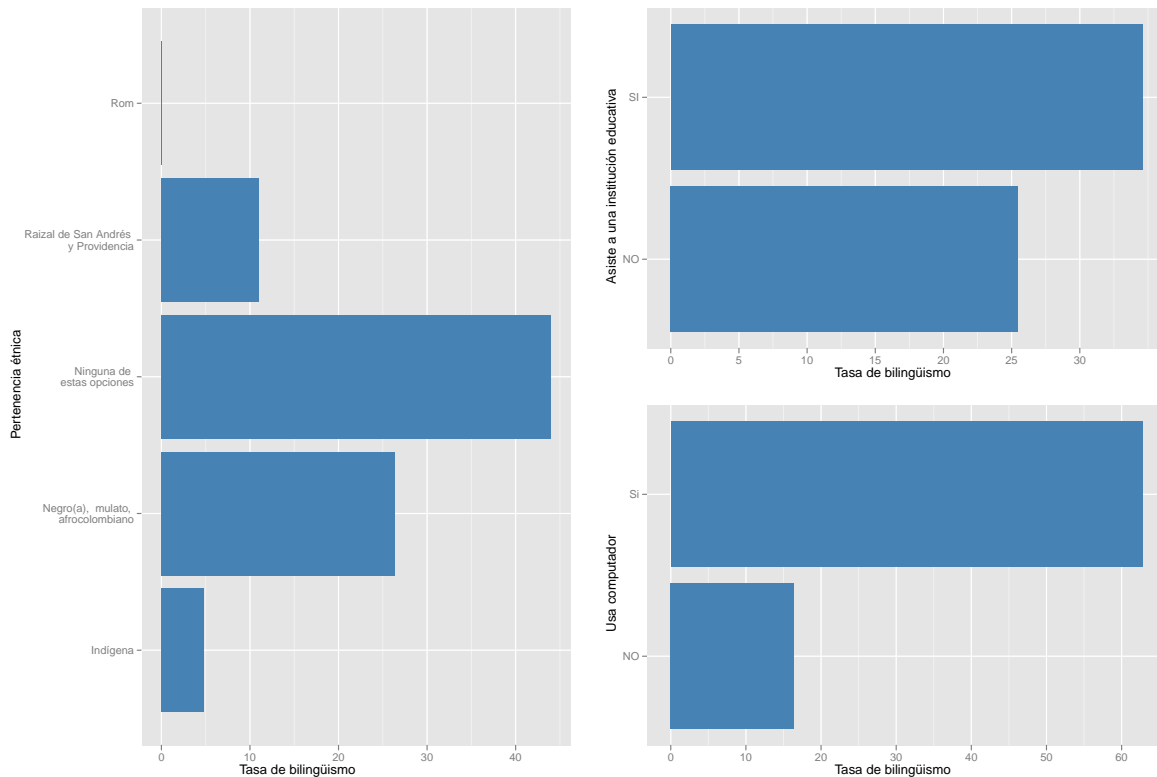 Pertenencia étnica
Rom
Raizal de San Andrés
y Providencia
Ninguna de
estas opciones
Negro(a), mulato,
afrocolombiano
Indígena
0 10 20 30 40
Tasa de bilingüismo
Asiste a una institución educativa
SI
NO
0 5 10 15 20 25 30
Tasa de bilingüismo
Usa computador
Si
NO
0 10 20 30 40 50 60
Tasa de bilingüismo